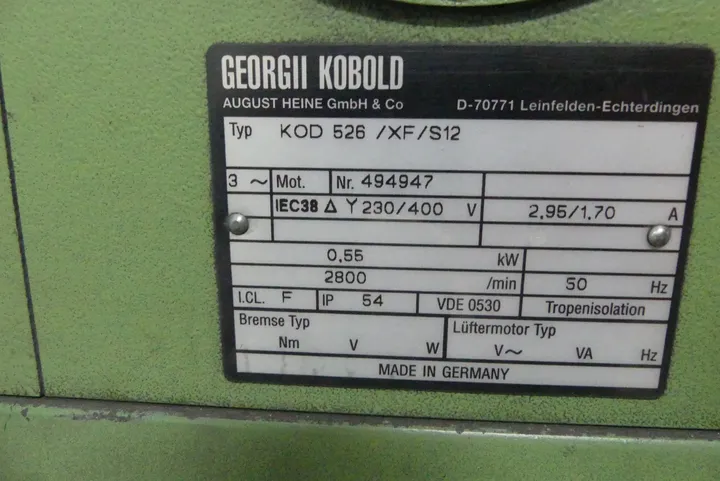 GEORGII KOBOLD
AUGUST HEINE GmbH & Co D-70771 Leinfelden-Echterdingen
Typ KOD 526 /XF/S12
3 ~ Mot. Nr. 494947
IEC38 Δ Y 230/400 V 2,95/1,70 A
0,55 kW
2800 /min 50 Hz
I.CL. F IP 54 VDE 0530 Tropenisolation
Bremse Typ Lüftermotor Typ
Nm V W V~ VA Hz
MADE IN GERMANY